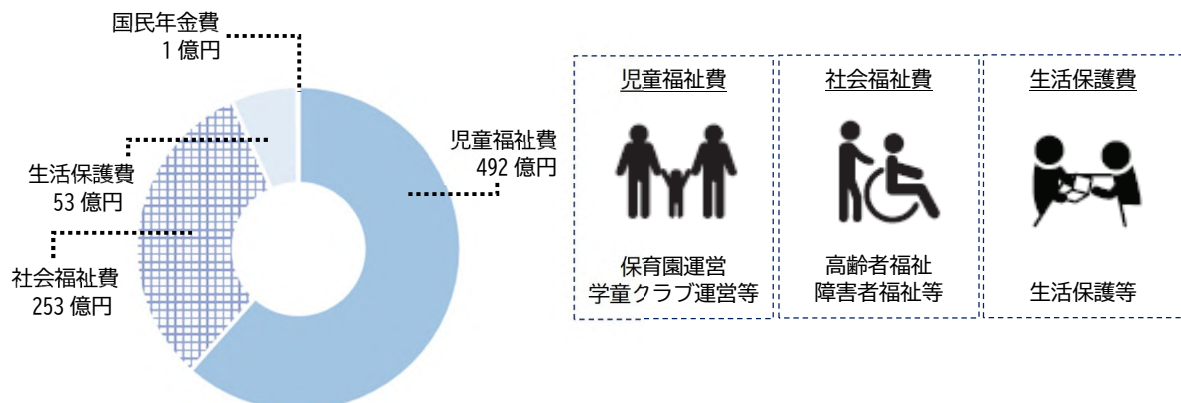 国民年金費
1 億円
児童福祉費
492 億円
生活保護費
53 億円
社会福祉費
253 億円
児童福祉費
保育園運営
学童クラブ運営等
社会福祉費
高齢者福祉
障害者福祉等
生活保護費
生活保護等